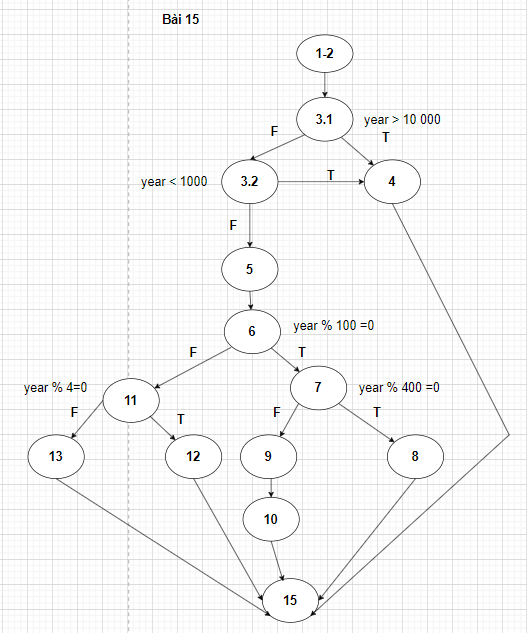 Bài 15
1-2
3.1
year > 10 000
F
T
year < 1000
3.2
T
4
F
5
6
year % 100 =0
F
T
year % 4=0
11
7
year % 400 =0
F
T
F
T
13
12
9
8
10
15